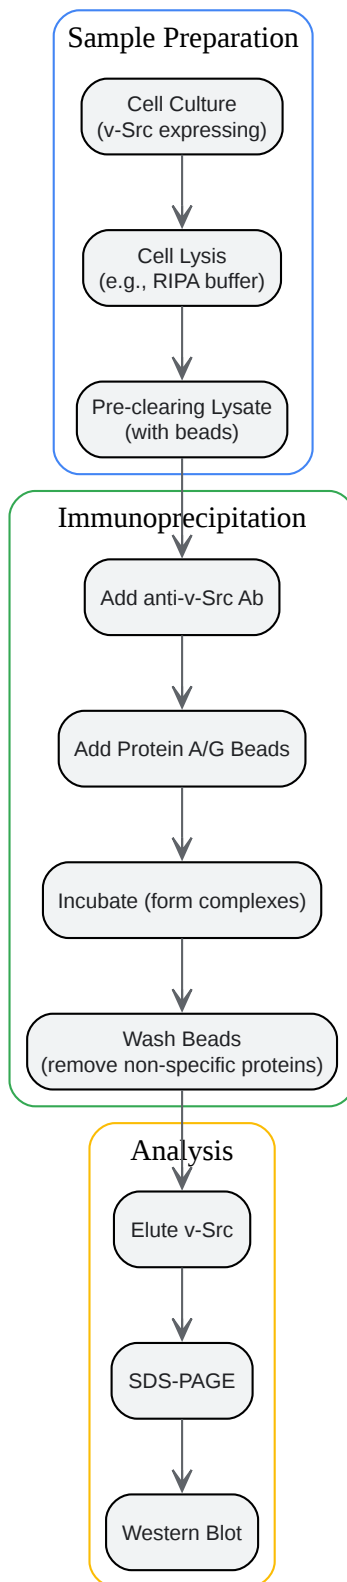 Sample Preparation
Cell Culture
(v-Src expressing)
Cell Lysis
(e.g., RIPA buffer)
Pre-clearing Lysate
(with beads)
Immunoprecipitation
Add anti-v-Src Ab
Add Protein A/G Beads
Incubate (form complexes)
Wash Beads
(remove non-specific proteins)
Analysis
Elute v-Src
SDS-PAGE
Western Blot